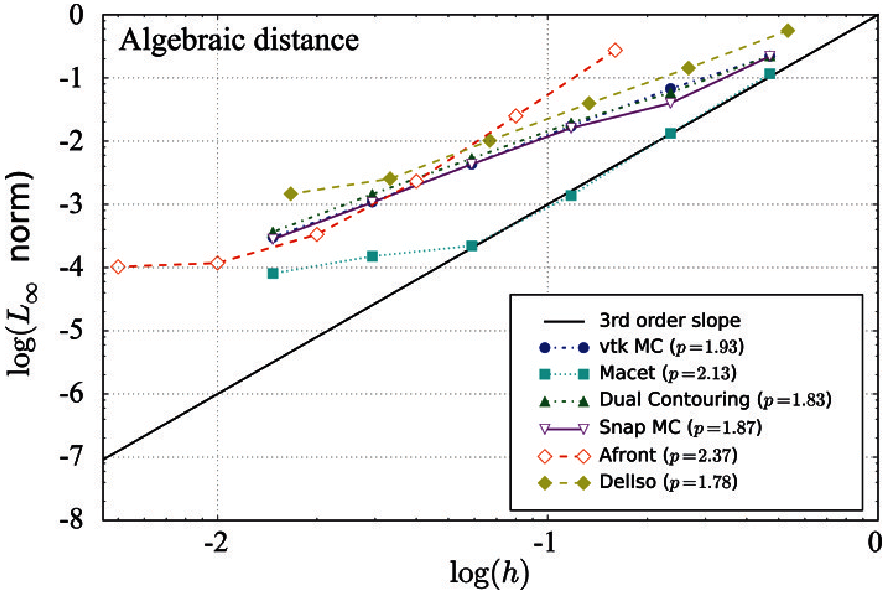 Algebraic distance
0
-1
-2
-3
-4
-5
-6
-7
-8
log(L∞ norm)
3rd order slope
vtk MC (p=1.93)
Macet (p=2.13)
Dual Contouring (p=1.83)
Snap MC (p=1.87)
Afront (p=2.37)
DelIso (p=1.78)
-2
-1
0
log(h)